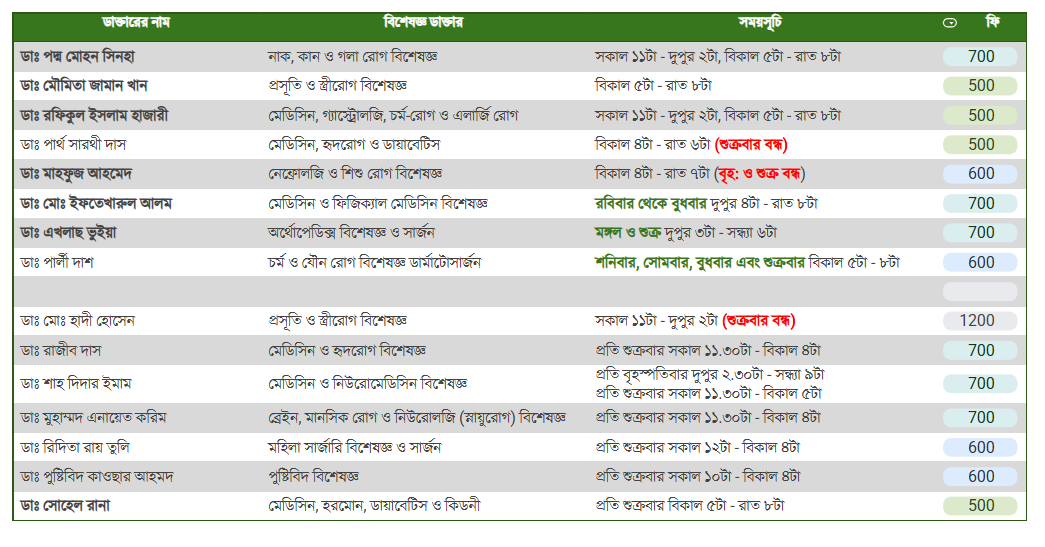 ডাক্তারের নাম বিশেষজ্ঞ ডাক্তার সময়সূচি ফি
ডাঃ পদ্ম মোহন সিনহা নাক, কান ও গলা রোগ বিশেষজ্ঞ সকাল ১১টা - দুপুর ২টা, বিকাল ৫টা - রাত ৮টা 700
ডাঃ মৌমিতা জামান খান প্রসূতি ও স্ত্রীরোগ বিশেষজ্ঞ বিকাল ৫টা - রাত ৮টা 500
ডাঃ রফিকুল ইসলাম হাজারী মেডিসিন, গ্যাস্ট্রোলজি, চর্ম-রোগ ও এলার্জি রোগ সকাল ১১টা - দুপুর ২টা, বিকাল ৫টা - রাত ৮টা 500
ডাঃ পার্থ সারথী দাস মেডিসিন, হৃদরোগ ও ডায়াবেটিস বিকাল ৪টা - রাত ৬টা (শুক্রবার বন্ধ) 500
ডাঃ মাহফুজ আহমেদ নেফ্রোলজি ও শিশু রোগ বিশেষজ্ঞ বিকাল ৪টা - রাত ৭টা (বৃহ: ও শুক্র বন্ধ) 600
ডাঃ মোঃ ইফতেখারুল আলম মেডিসিন ও ফিজিক্যাল মেডিসিন বিশেষজ্ঞ রবিবার থেকে বুধবার দুপুর ৪টা - রাত ৮টা 700
ডাঃ এখলাছ ভুইয়া অর্থোপেডিক্স বিশেষজ্ঞ ও সার্জন মঙ্গল ও শুক্র দুপুর ৩টা - সন্ধ্যা ৬টা 700
ডাঃ পার্লী দাশ চর্ম ও যৌন রোগ বিশেষজ্ঞ ডার্মাটোসার্জন শনিবার, সোমবার, বুধবার এবং শুক্রবার বিকাল ৫টা - ৮টা 600
ডাঃ মোঃ হাদী হোসেন প্রসূতি ও স্ত্রীরোগ বিশেষজ্ঞ সকাল ১১টা - দুপুর ২টা (শুক্রবার বন্ধ) 1200
ডাঃ রাজীব দাস মেডিসিন ও হৃদরোগ বিশেষজ্ঞ প্রতি শুক্রবার সকাল ১১.৩০টা - বিকাল ৪টা 700
ডাঃ শাহ দিদার ইমাম মেডিসিন ও নিউরোমেডিসিন বিশেষজ্ঞ প্রতি বৃহস্পতিবার দুপুর ২.৩০টা - সন্ধ্যা ৯টা 700
প্রতি শুক্রবার সকাল ১১.৩০টা - বিকাল ৫টা
ডাঃ মুহাম্মদ এনায়েত করিম ব্রেইন, মানসিক রোগ ও নিউরোলজি (স্নায়ুরোগ) বিশেষজ্ঞ প্রতি শুক্রবার সকাল ১১.৩০টা - বিকাল ৪টা 700
ডাঃ রিদিতা রায় তুলি মহিলা সার্জারি বিশেষজ্ঞ ও সার্জন প্রতি শুক্রবার সকাল ১২টা - বিকাল ৪টা 600
ডাঃ পুষ্টিবিদ কাওছার আহমদ পুষ্টিবিদ বিশেষজ্ঞ প্রতি শুক্রবার সকাল ১০টা - বিকাল ৪টা 600
ডাঃ সোহেল রানা মেডিসিন, হরমোন, ডায়াবেটিস ও কিডনী প্রতি শুক্রবার বিকাল ৫টা - রাত ৮টা 500